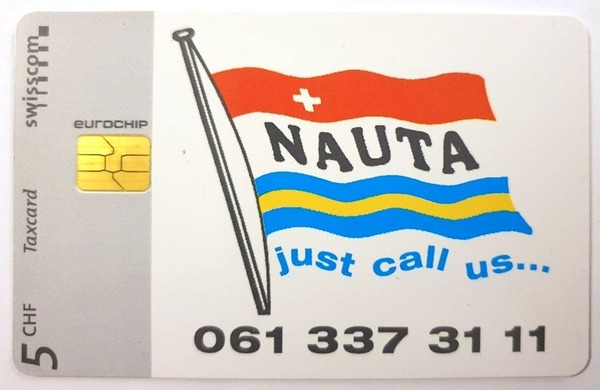 swisscom
eurochip
Taxcard
5 CHF
NAUTA
just call us...
061 337 31 11